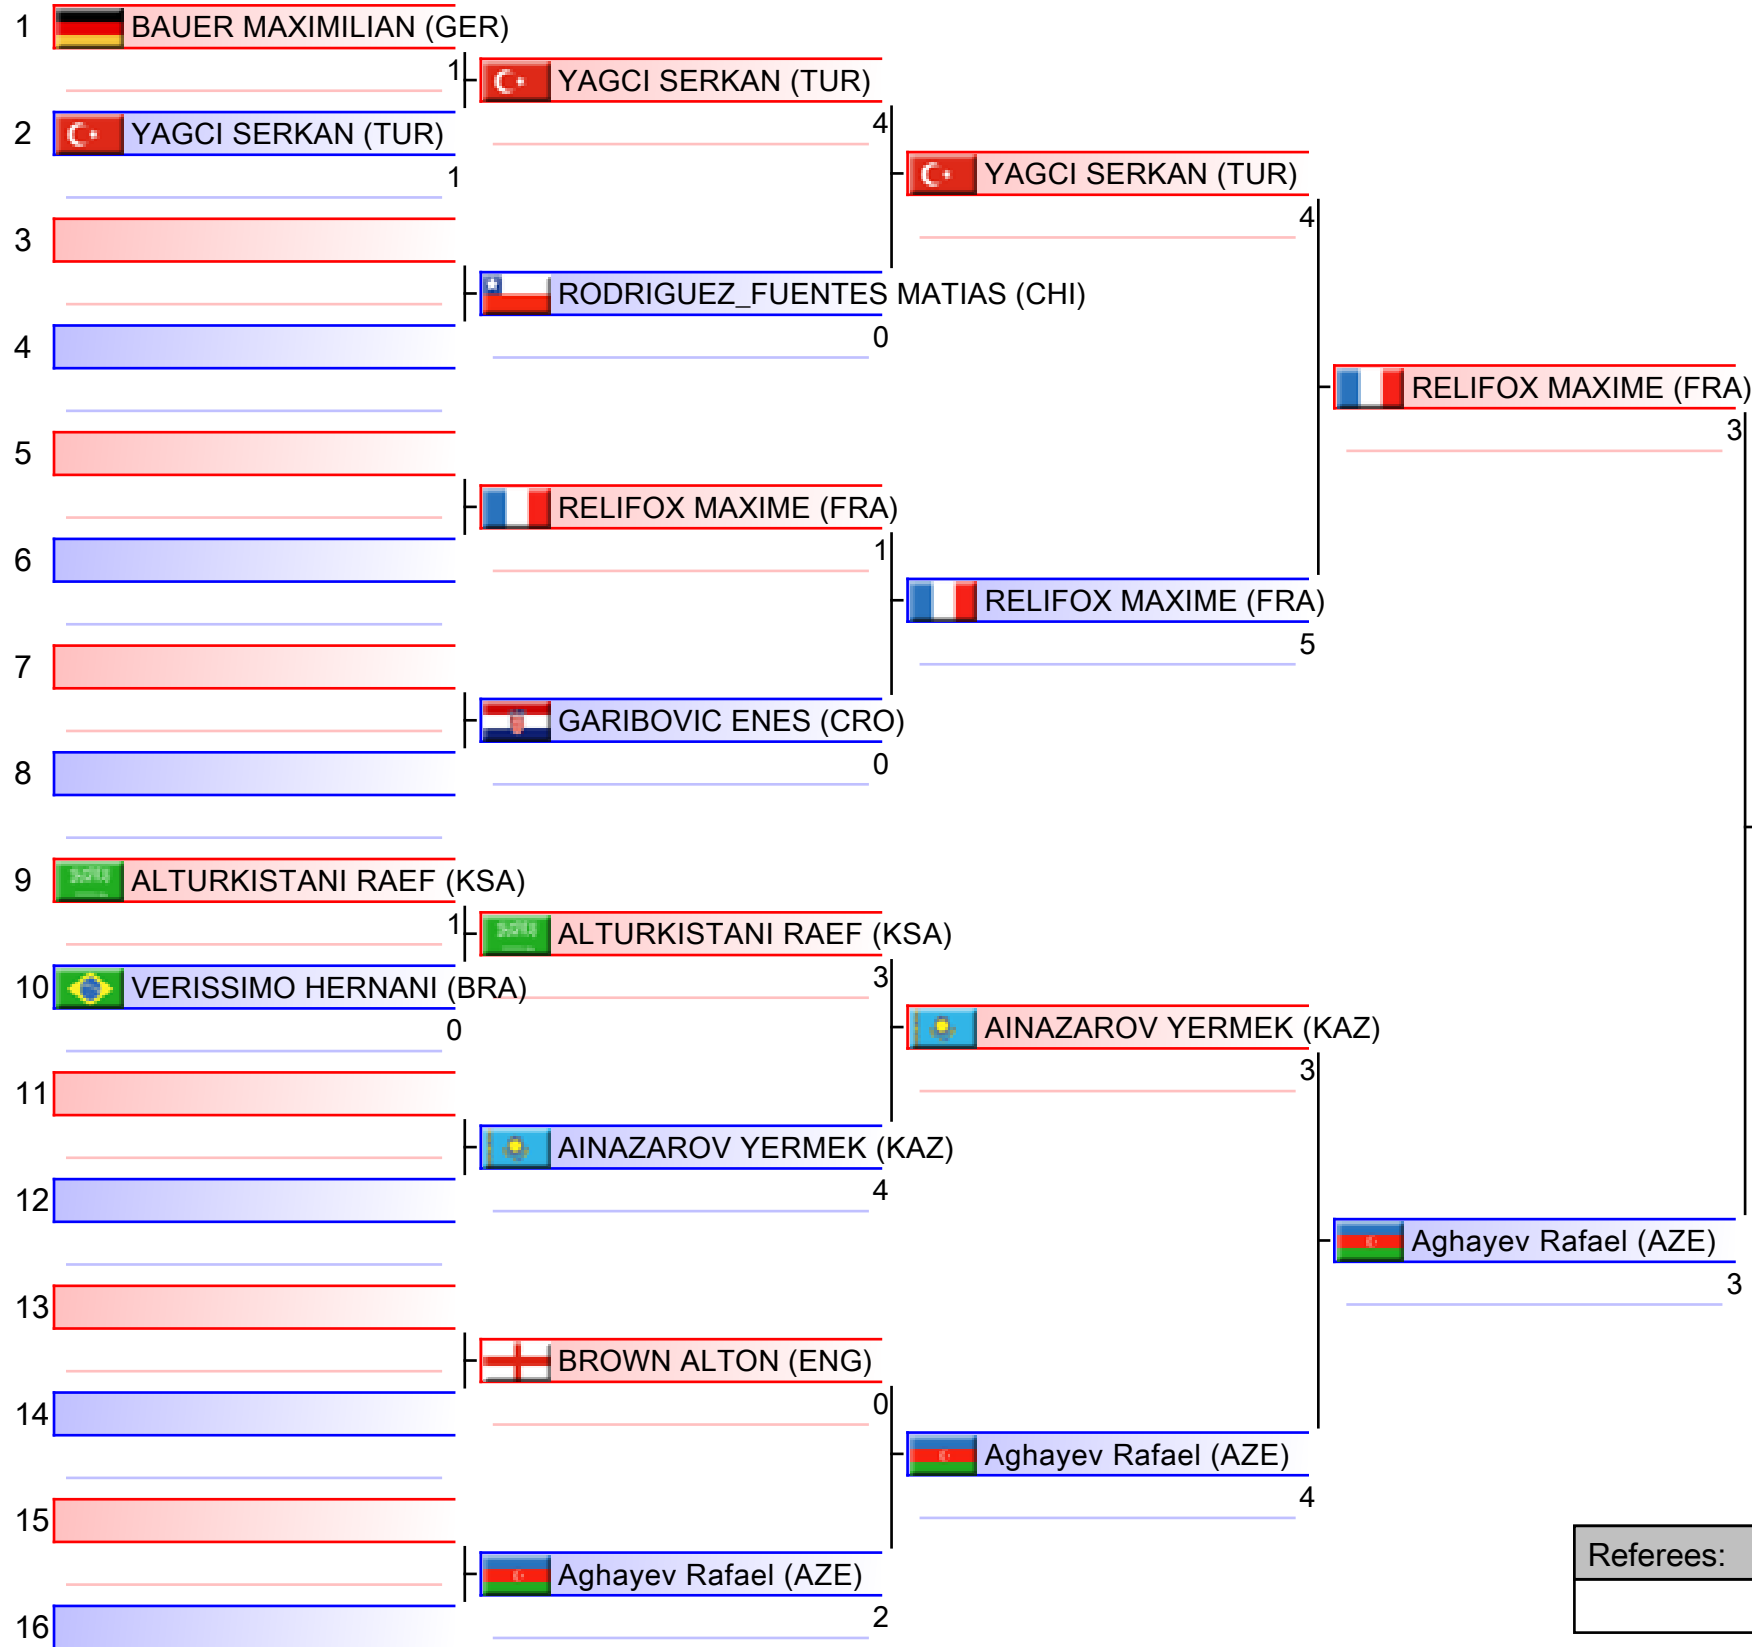 1 BAUER MAXIMILIAN (GER)
1
YAGCI SERKAN (TUR)
4
2 YAGCI SERKAN (TUR)
1
YAGCI SERKAN (TUR)
4
3
RODRIGUEZ_FUENTES MATIAS (CHI)
0
4
RELIFOX MAXIME (FRA)
3
5
RELIFOX MAXIME (FRA)
1
6
RELIFOX MAXIME (FRA)
5
7
GARIBOVIC ENES (CRO)
0
8
9 ALTURKISTANI RAEF (KSA)
1
ALTURKISTANI RAEF (KSA)
3
10 VERISSIMO HERNANI (BRA)
0
AINAZAROV YERMEK (KAZ)
3
11
AINAZAROV YERMEK (KAZ)
4
12
Aghayev Rafael (AZE)
3
13
BROWN ALTON (ENG)
0
14
Aghayev Rafael (AZE)
4
15
Aghayev Rafael (AZE)
2
16
Referees: